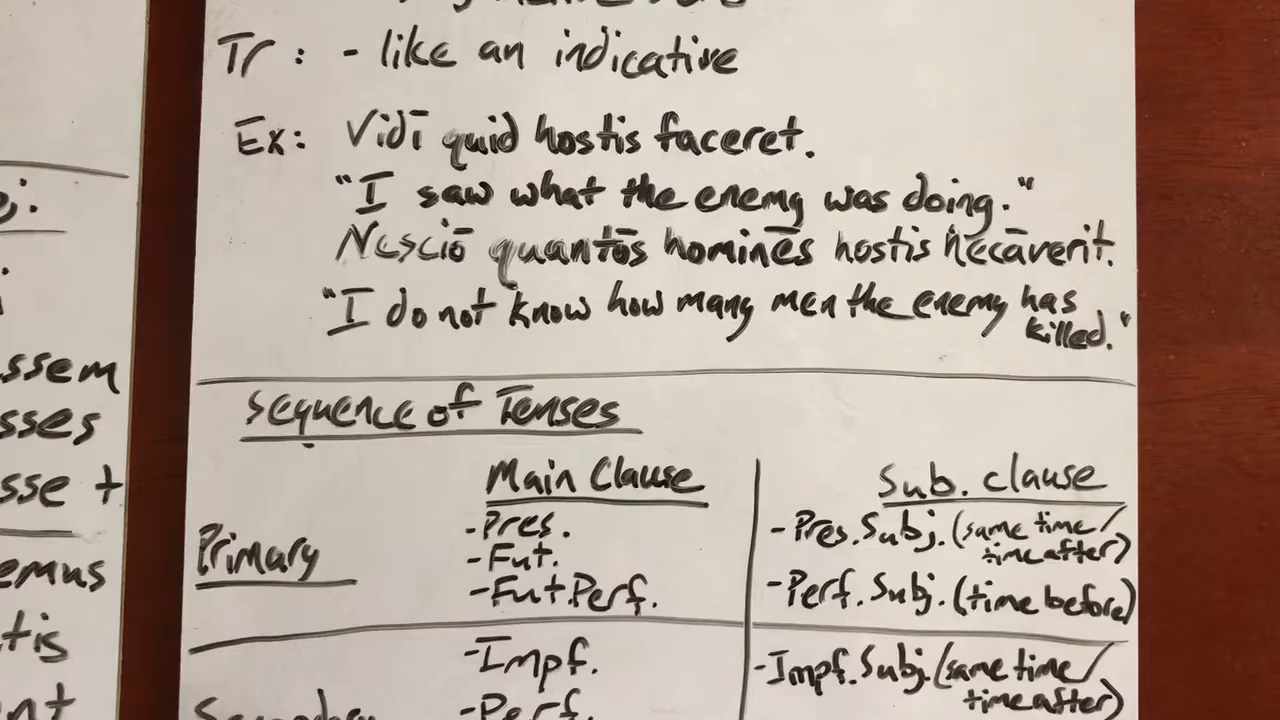 Tr: - like an indicative
Ex: Vidī quid hostis faceret.
"I saw what the enemy was doing."
Nesciō quantōs hominēs hostis necāverit.
"I do not know how many men the enemy has
killed."
Sequence of Tenses
Main Clause
Sub. clause
Primary
-Pres.
-Fut.
-Fut.Perf.
-Pres.Subj.(same time/
time after)
-Perf.Subj.(time before)
-Impf.
-Perf.
-Impf.Subj.(same time/
time after)
ssem
sses
sse t
emus
tis
nt